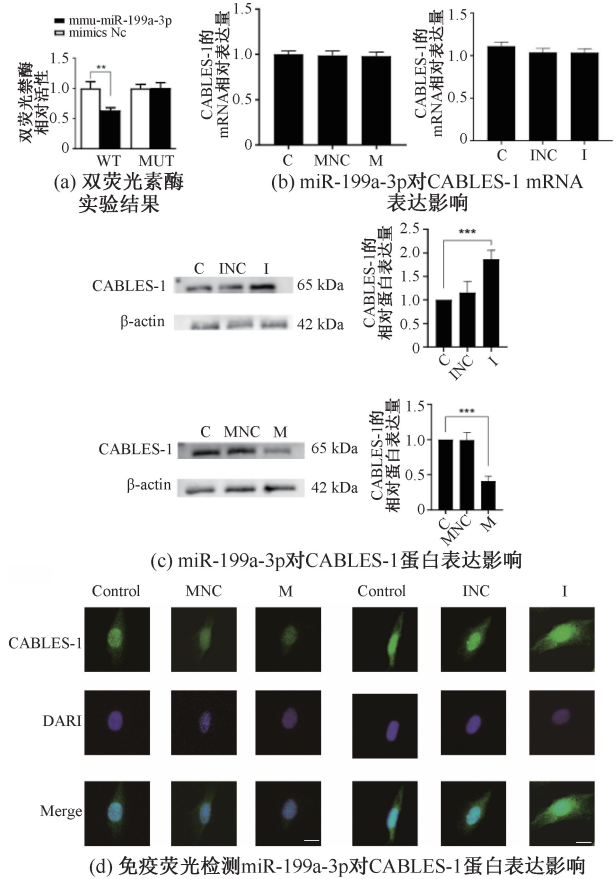 mmu-miR-199a-3p
mimics Nc
双荧光禁酶
相对活性
1.5
1.0
0.5
0
**
WT MUT
(a) 双荧光素酶
实验结果
CABLES-1的
mRNA相对表达量
1.5
1.0
0.5
0
C MNC M
CABLES-1的
mRNA相对表达量
1.5
1.0
0.5
0
C INC I
(b) miR-199a-3p对CABLES-1 mRNA
表达影响
C INC I
CABLES-1 65 kDa
β-actin 42 kDa
CABLES-1的
相对蛋白表达量
2.5
2.0
1.5
1.0
0.5
0
***
C INC I
C MNC M
CABLES-1 65 kDa
β-actin 42 kDa
CABLES-1的
相对蛋白表达量
1.5
1.0
0.5
0
***
C MNC M
(c) miR-199a-3p对CABLES-1蛋白表达影响
Control MNC M Control INC I
CABLES-1
DARI
Merge
(d) 免疫荧光检测miR-199a-3p对CABLES-1蛋白表达影响